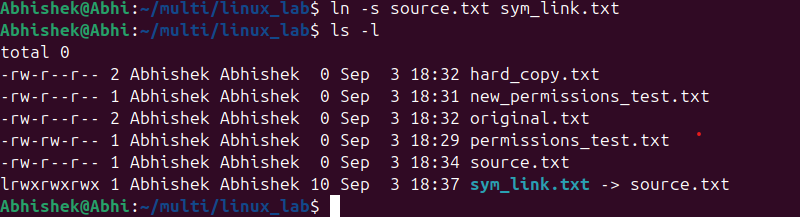 Abhishek@Abhi:~/multi/linux_lab$ ln -s source.txt sym_link.txt
Abhishek@Abhi:~/multi/linux_lab$ ls -l
total 0
-rw-r--r-- 2 Abhishek Abhishek  0 Sep  3 18:32 hard_copy.txt
-rw-r--r-- 1 Abhishek Abhishek  0 Sep  3 18:31 new_permissions_test.txt
-rw-r--r-- 2 Abhishek Abhishek  0 Sep  3 18:32 original.txt
-rw-rw-r-- 1 Abhishek Abhishek  0 Sep  3 18:29 permissions_test.txt
-rw-r--r-- 1 Abhishek Abhishek  0 Sep  3 18:34 source.txt
lrwxrwxrwx 1 Abhishek Abhishek 10 Sep  3 18:37 sym_link.txt -> source.txt
Abhishek@Abhi:~/multi/linux_lab$